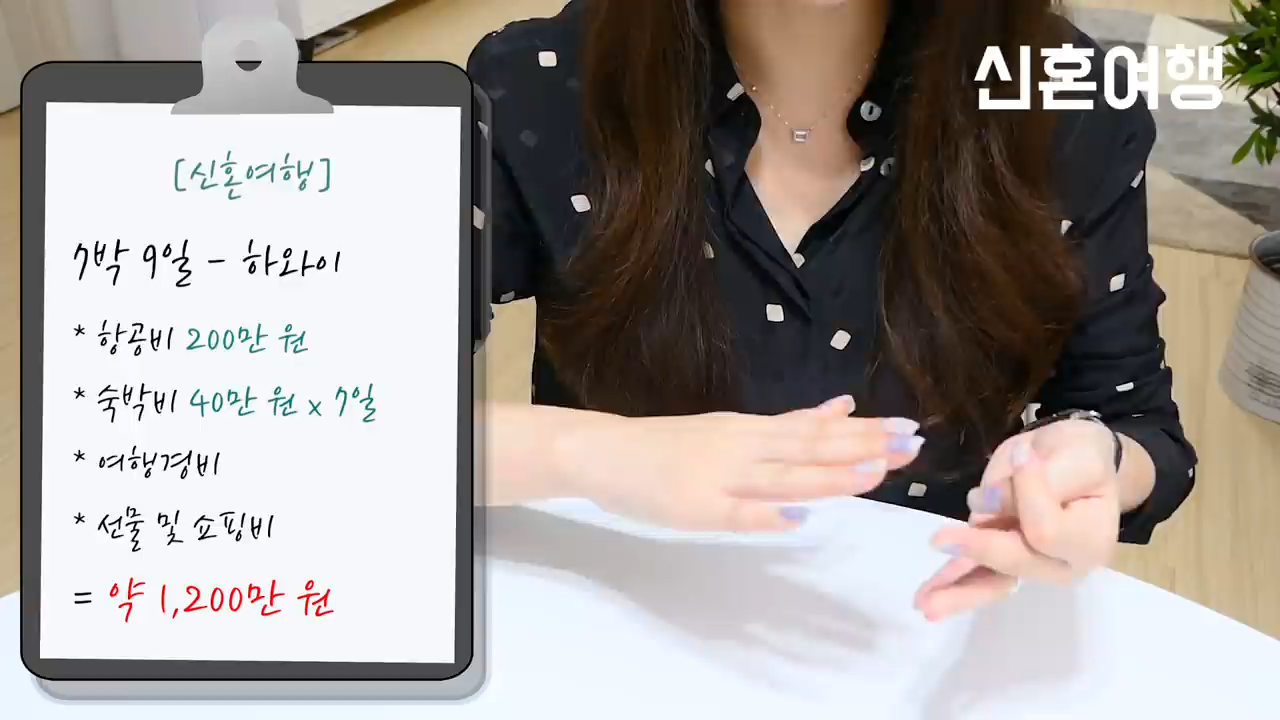 [신혼여행]
7박 9일 - 하와이
* 항공비 200만 원
* 숙박비 40만 원 x 7일
* 여행경비
* 선물 및 쇼핑비
= 약 1,200만 원
신혼여행